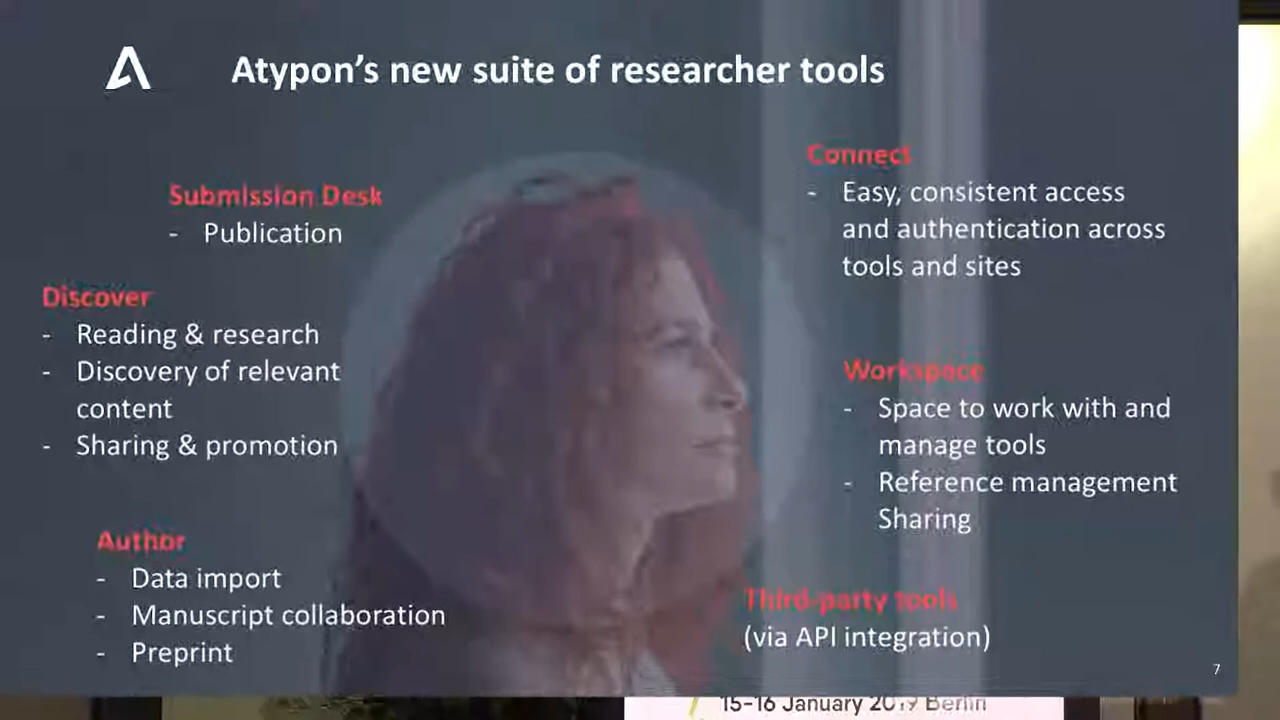 Atypon's new suite of researcher tools
Submission Desk
- Publication
Discover
- Reading & research
- Discovery of relevant
content
- Sharing & promotion
Author
- Data import
- Manuscript collaboration
- Preprint
Connect
- Easy, consistent access
and authentication across
tools and sites
Workspace
- Space to work with and
manage tools
- Reference management
Sharing
Third-party tools
(via API integration)
7
15-16 January 2019 Berlin